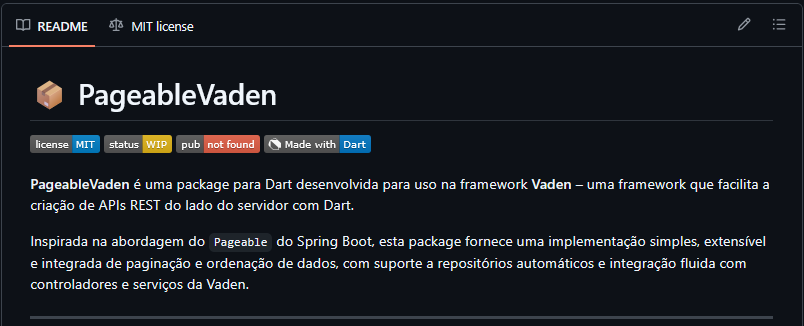 README
MIT license
PageableVaden
license MIT status WIP pub not found Made with Dart
PageableVaden é uma package para Dart desenvolvida para uso na framework Vaden – uma framework que facilita a
criação de APIs REST do lado do servidor com Dart.
Inspirada na abordagem do Pageable do Spring Boot, esta package fornece uma implementação simples, extensível
e integrada de paginação e ordenação de dados, com suporte a repositórios automáticos e integração fluida com
controladores e serviços da Vaden.